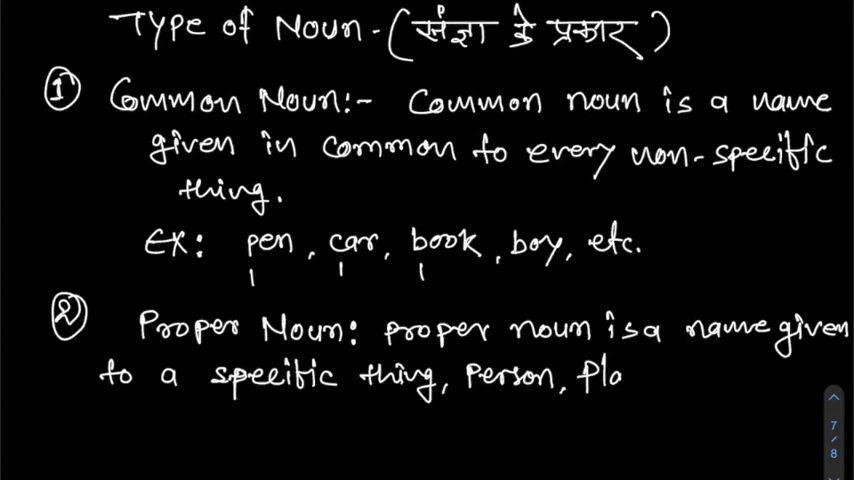 Type of Noun - (संज्ञा के प्रकार)
① Common Noun:- Common noun is a name
given in common to every non-specific
thing.
Ex: pen, car, book, boy, etc.
② Proper Noun: proper noun is a name given
to a specific thing, person, pla
7
/
8